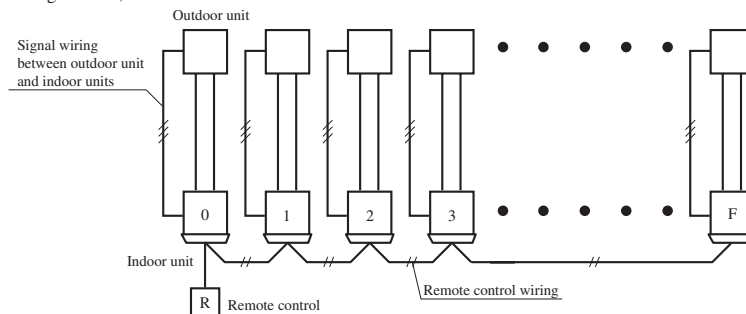 Outdoor unit
Signal wiring
between outdoor unit
and indoor units
0
1
2
3
F
Indoor unit
R
Remote control
Remote control wiring